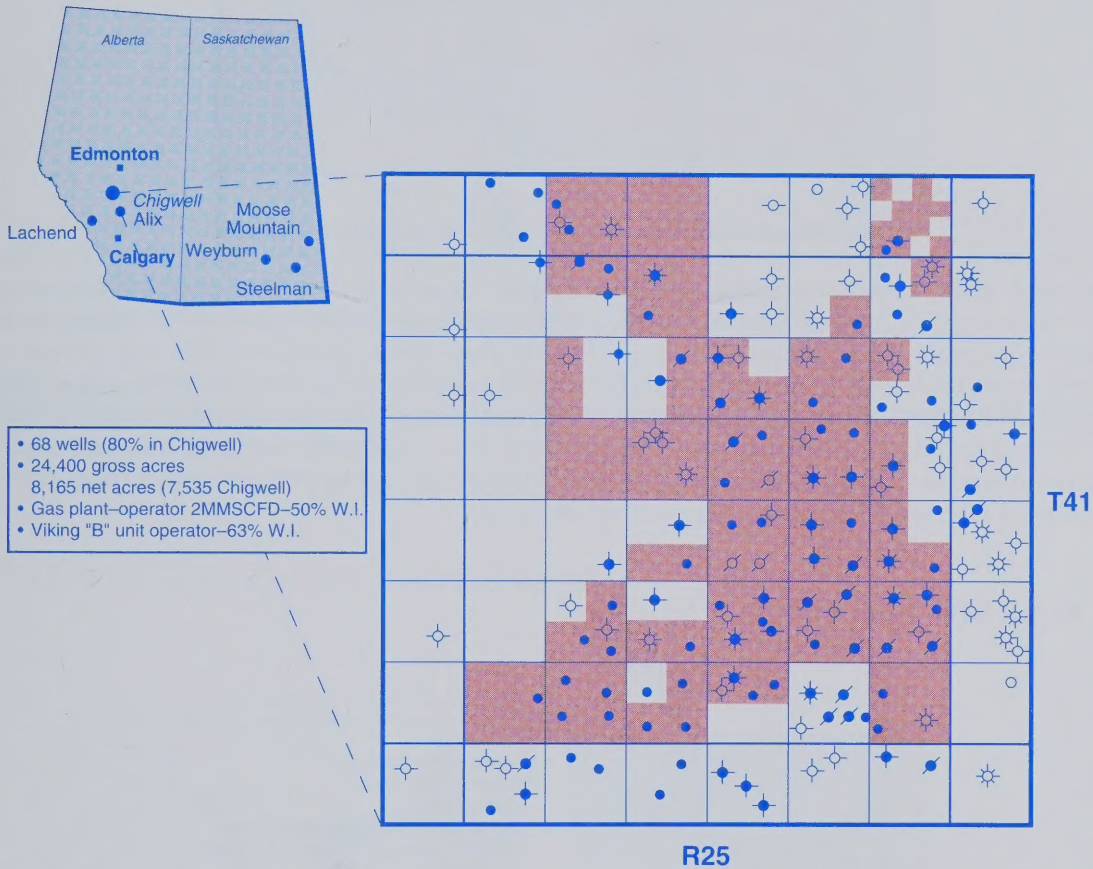 Alberta
Saskatchewan
Edmonton
Chigwell
Alix
Lachend
Calgary
Moose
Mountain
Weyburn
Steelman
• 68 wells (80% in Chigwell)
• 24,400 gross acres
8,165 net acres (7,535 Chigwell)
• Gas plant–operator 2MMSCFD–50% W.I.
• Viking "B" unit operator–63% W.I.
T41
R25